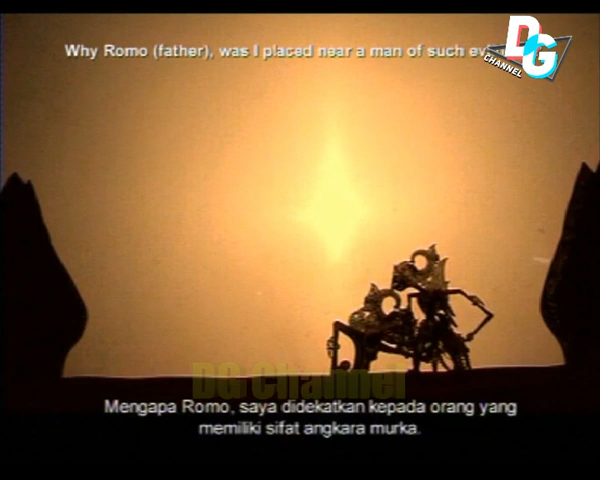 DG
CHANNEL
Why Romo (father), was I placed near a man of such
DG Channel
Mengapa Romo, saya didekatkan kepada orang yang
memiliki sifat angkara murka.